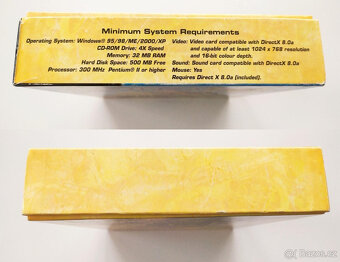 Minimum System Requirements
Operating System: Windows® 95/98/ME/2000/XP
CD-ROM Drive: 4X Speed
Memory: 32 MB RAM
Hard Disk Space: 500 MB Free
Processor: 300 MHz Pentium® II or higher
Video: Video card compatible with DirectX 8.0a
and capable of at least 1024 x 768 resolution
and 16-bit colour depth.
Sound: Sound card compatible with DirectX 8.0a
Mouse: Yes
Requires Direct X 8.0a (included).
Bazos.cz